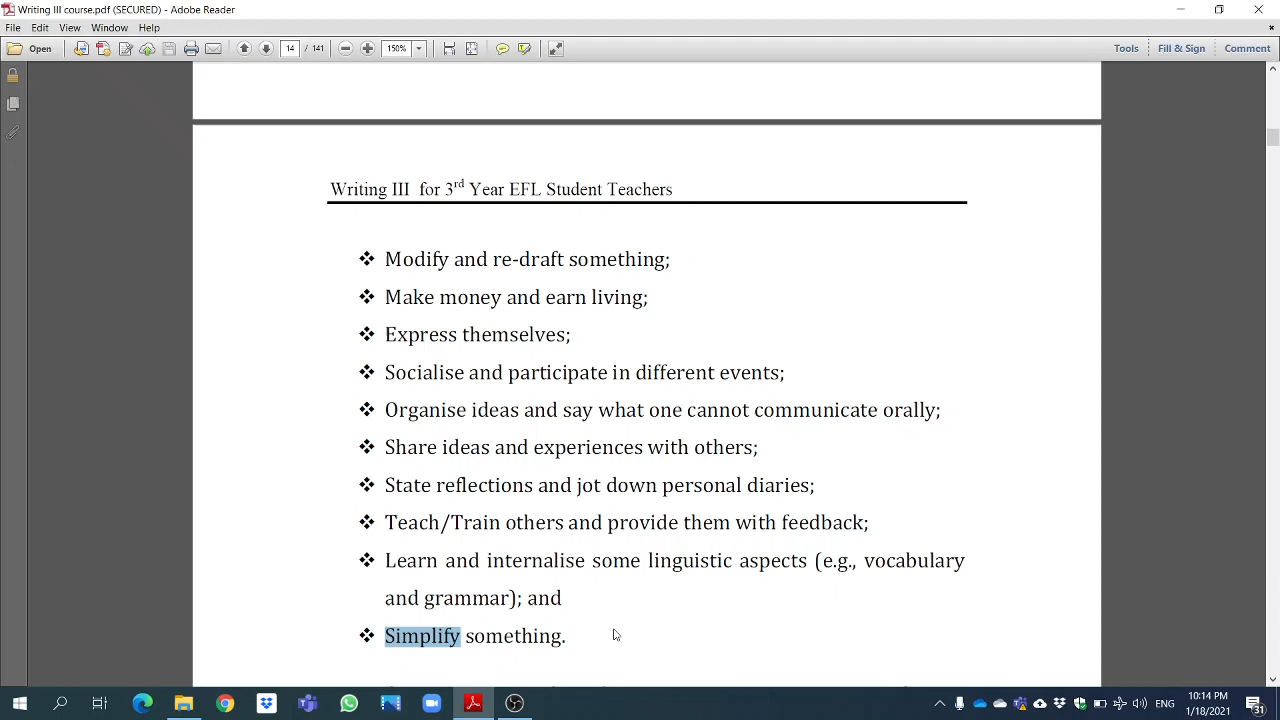 Writing III course.pdf (SECURED) - Adobe Reader
File Edit View Window Help
Open 14 / 141 150% Tools Fill & Sign Comment
Writing III for 3rd Year EFL Student Teachers
❖ Modify and re-draft something;
❖ Make money and earn living;
❖ Express themselves;
❖ Socialise and participate in different events;
❖ Organise ideas and say what one cannot communicate orally;
❖ Share ideas and experiences with others;
❖ State reflections and jot down personal diaries;
❖ Teach/Train others and provide them with feedback;
❖ Learn and internalise some linguistic aspects (e.g., vocabulary
and grammar); and
❖ Simplify something.
ENG 10:14 PM
1/18/2021 31